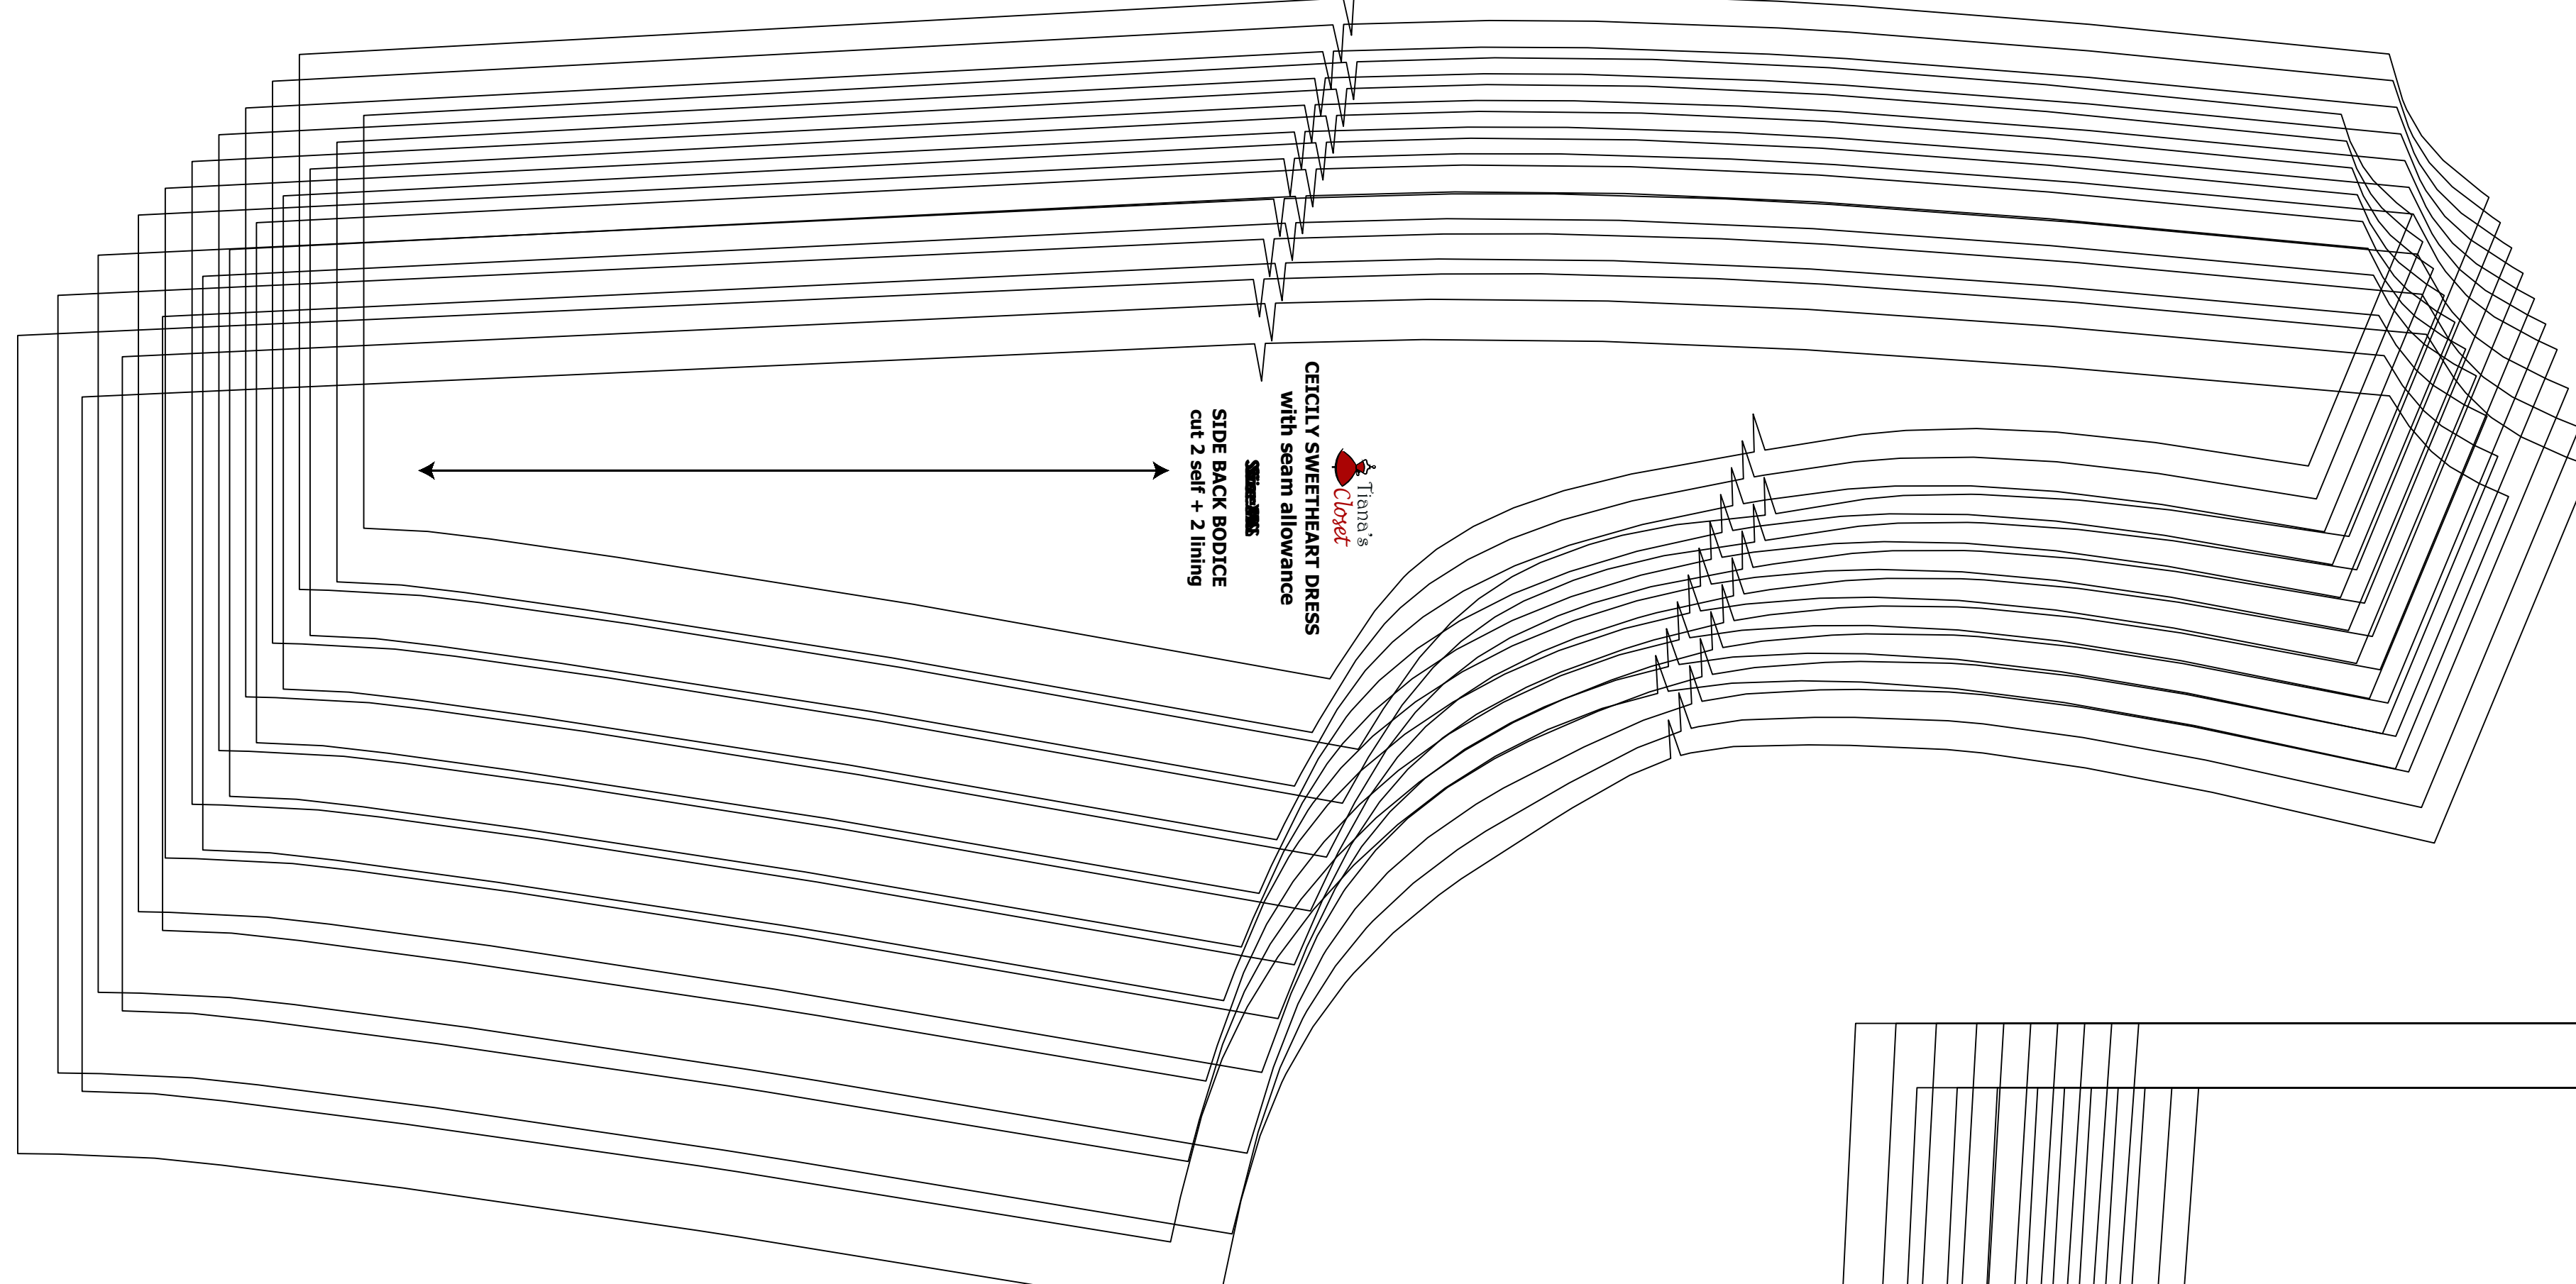 Tiana's
Closet
CEICILY SWEETHEART DRESS
with seam allowance
SIDE BACK BODICE
cut 2 self + 2 lining